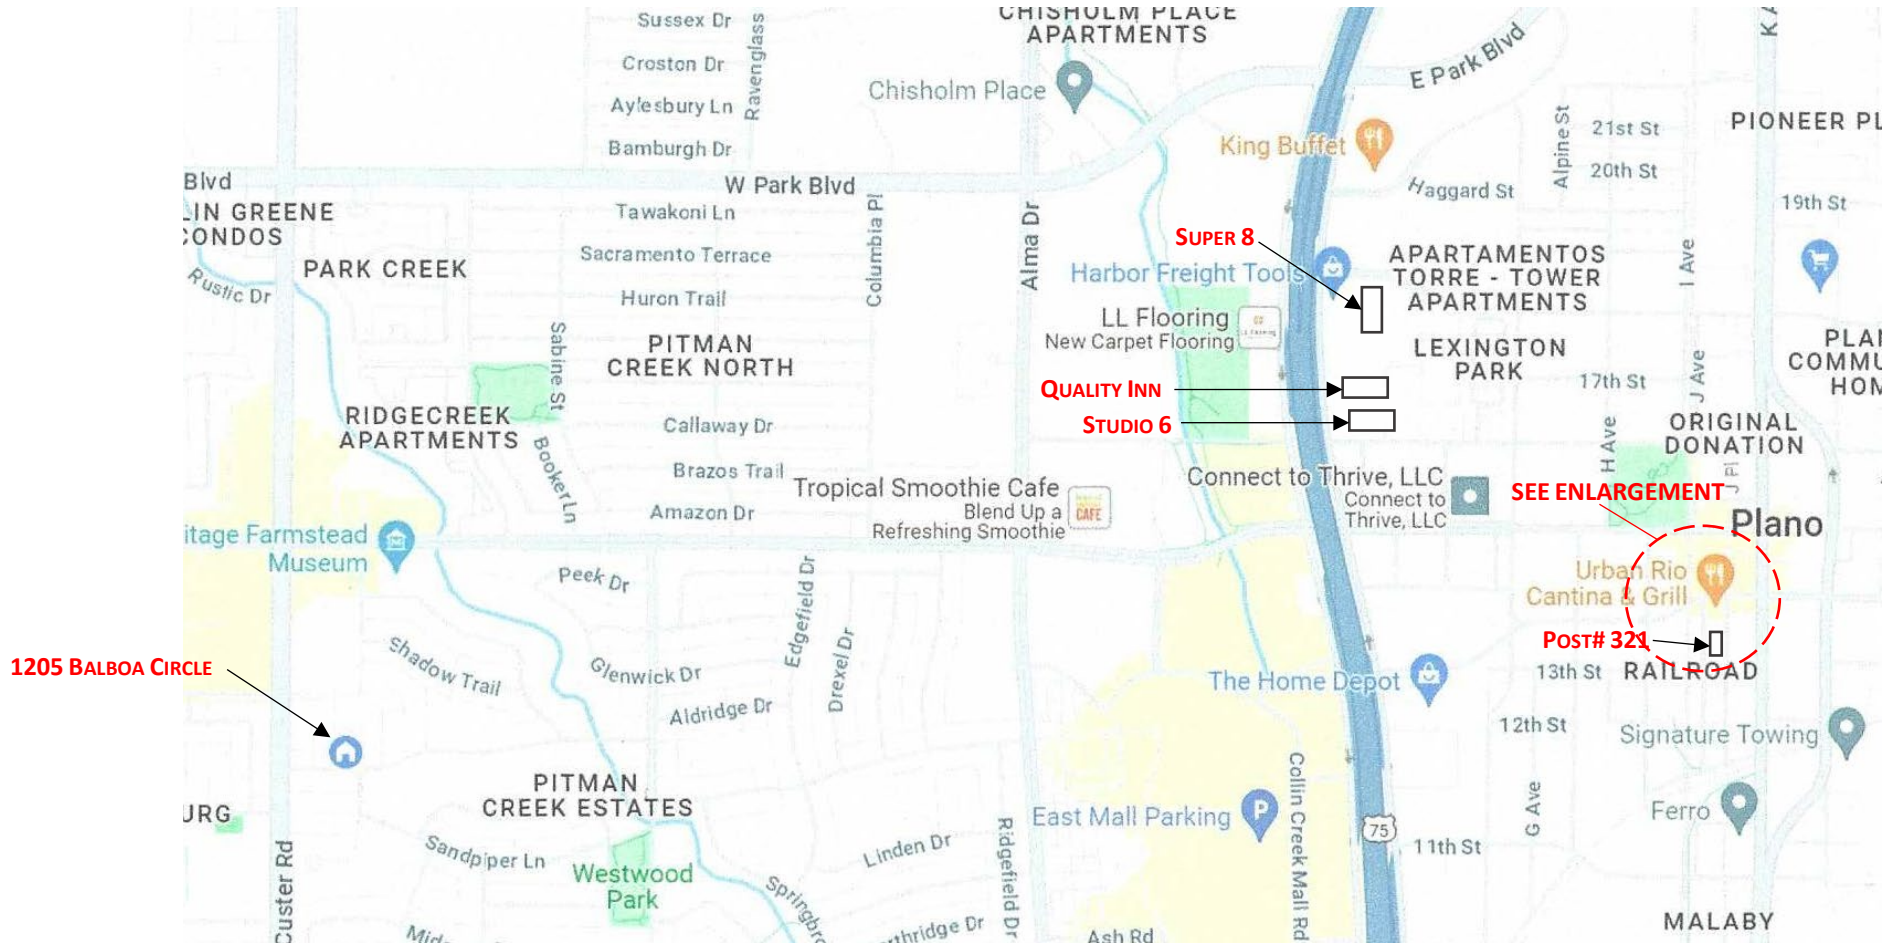 Sussex Dr
Croston Dr
Aylesbury Ln
Bamburgh Dr
Ravenglass
CHISHOLM PLACE
APARTMENTS
Chisholm Place
E Park Blvd
K A
King Buffet
Alpine St
21st St
20th St
PIONEER PL
Haggard St
19th St
Blvd
W Park Blvd
LIN GREENE
CONDOS
Rustic Dr
PARK CREEK
Tawakoni Ln
Sacramento Terrace
Huron Trail
Columbia Pl
Alma Dr
SUPER 8
Harbor Freight Tools
APARTAMENTOS
TORRE - TOWER
APARTMENTS
I Ave
LL Flooring
New Carpet Flooring
LEXINGTON
PARK
17th St
J Ave
PLAN
COMMU
HOM
Sabine St
PITMAN
CREEK NORTH
QUALITY INN
STUDIO 6
RIDGECREEK
APARTMENTS
Callaway Dr
Brazos Trail
Amazon Dr
Booker Ln
H Ave
ORIGINAL
DONATION
J Pl
Tropical Smoothie Cafe
Blend Up a
Refreshing Smoothie
CAFE
Connect to Thrive, LLC
Connect to
Thrive, LLC
SEE ENLARGEMENT
Plano
itage Farmstead
Museum
Peek Dr
Edgefield Dr
Drexel Dr
Urban Rio
Cantina & Grill
POST# 321
13th St
RAILROAD
1205 BALBOA CIRCLE
Shadow Trail
Glenwick Dr
Aldridge Dr
The Home Depot
12th St
Signature Towing
PITMAN
CREEK ESTATES
URG
Custer Rd
Sandpiper Ln
Westwood
Park
Springbro
Linden Dr
Ridgefield Dr
East Mall Parking
P
Collin Creek Mall Rd
75
11th St
G Ave
Ferro
MALABY
Mid
rthridge Dr
Ash Rd